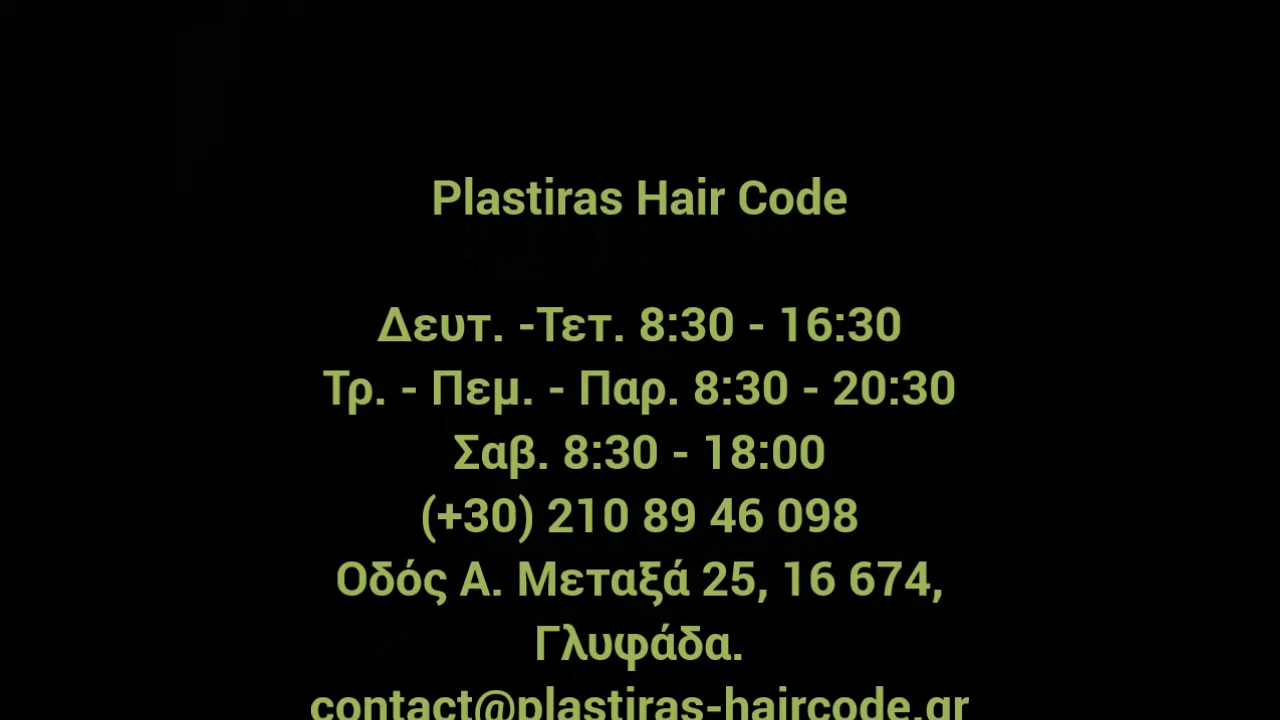 Plastiras Hair Code
Δευτ. -Τετ. 8:30 - 16:30
Τρ. - Πεμ. - Παρ. 8:30 - 20:30
Σαβ. 8:30 - 18:00
(+30) 210 89 46 098
Οδός Α. Μεταξά 25, 16 674,
Γλυφάδα.
contact@plastiras-haircode.gr